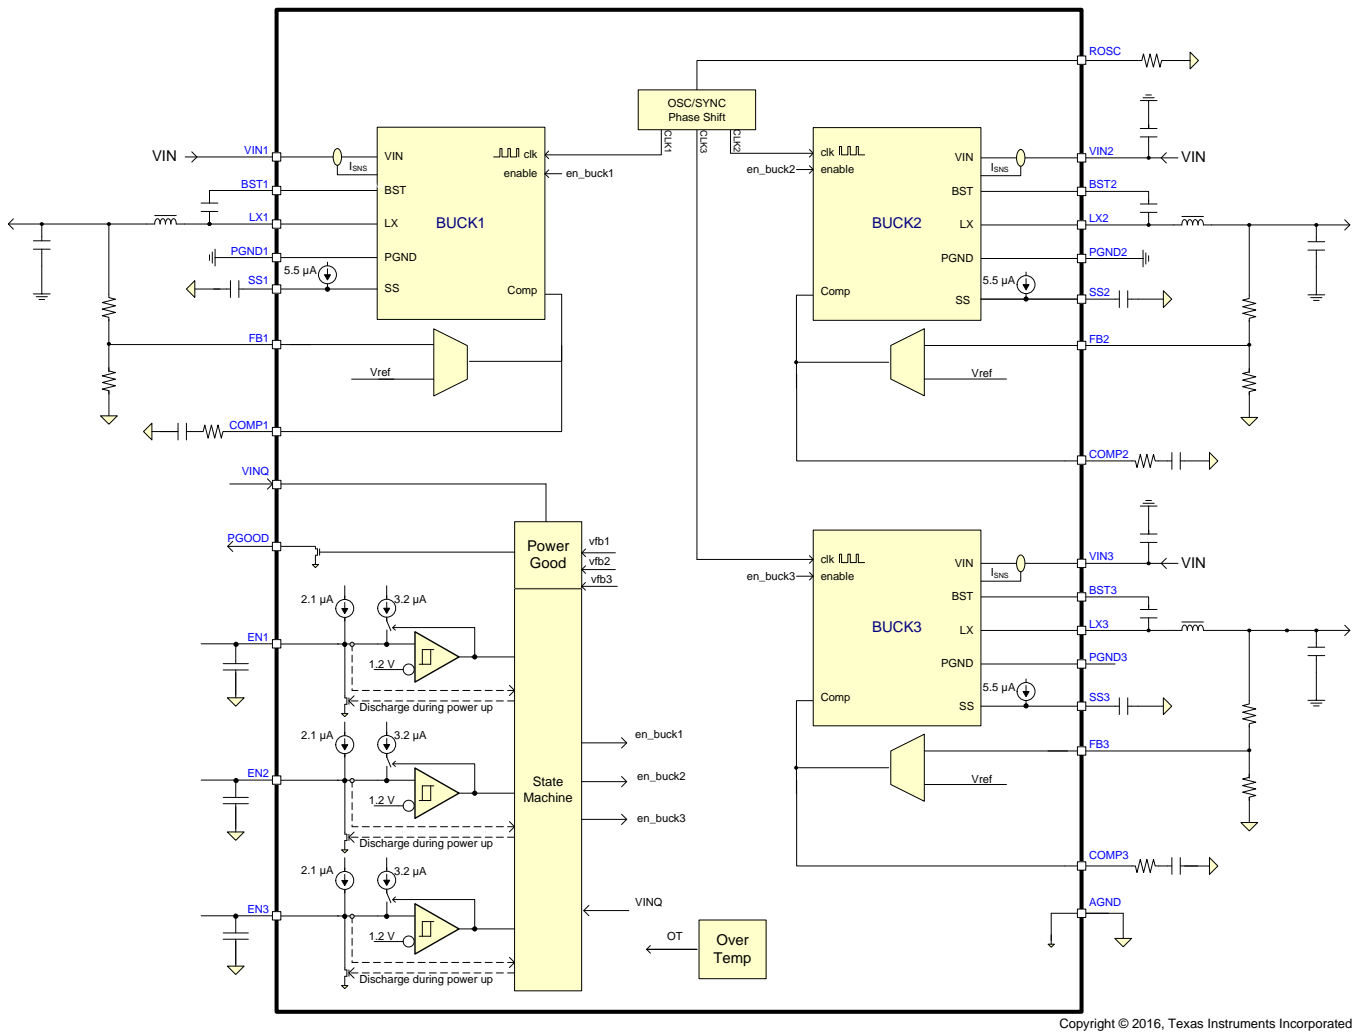 ROSC
OSC/SYNC
Phase Shift
CLK1
CLK3
CLK2
VIN
VIN1
ISNS
BST1
LX1
PGND1
5.5 µA
SS1
VIN
BST
LX
PGND
SS
BUCK1
clk
enable
Comp
en_buck1
FB1
Vref
COMP1
en_buck2
clk
enable
BUCK2
Comp
VIN
BST
LX
PGND
SS
ISNS
5.5 µA
VIN2
VIN
BST2
LX2
PGND2
SS2
FB2
Vref
COMP2
VINQ
PGOOD
Power
Good
vfb1
vfb2
vfb3
2.1 µA
3.2 µA
EN1
1.2 V
Discharge during power up
2.1 µA
3.2 µA
EN2
1.2 V
Discharge during power up
2.1 µA
3.2 µA
EN3
1.2 V
Discharge during power up
State
Machine
en_buck1
en_buck2
en_buck3
VINQ
OT
Over
Temp
en_buck3
clk
enable
BUCK3
Comp
VIN
BST
LX
PGND
SS
ISNS
5.5 µA
VIN3
VIN
BST3
LX3
PGND3
SS3
FB3
Vref
COMP3
AGND
Copyright © 2016, Texas Instruments Incorporated